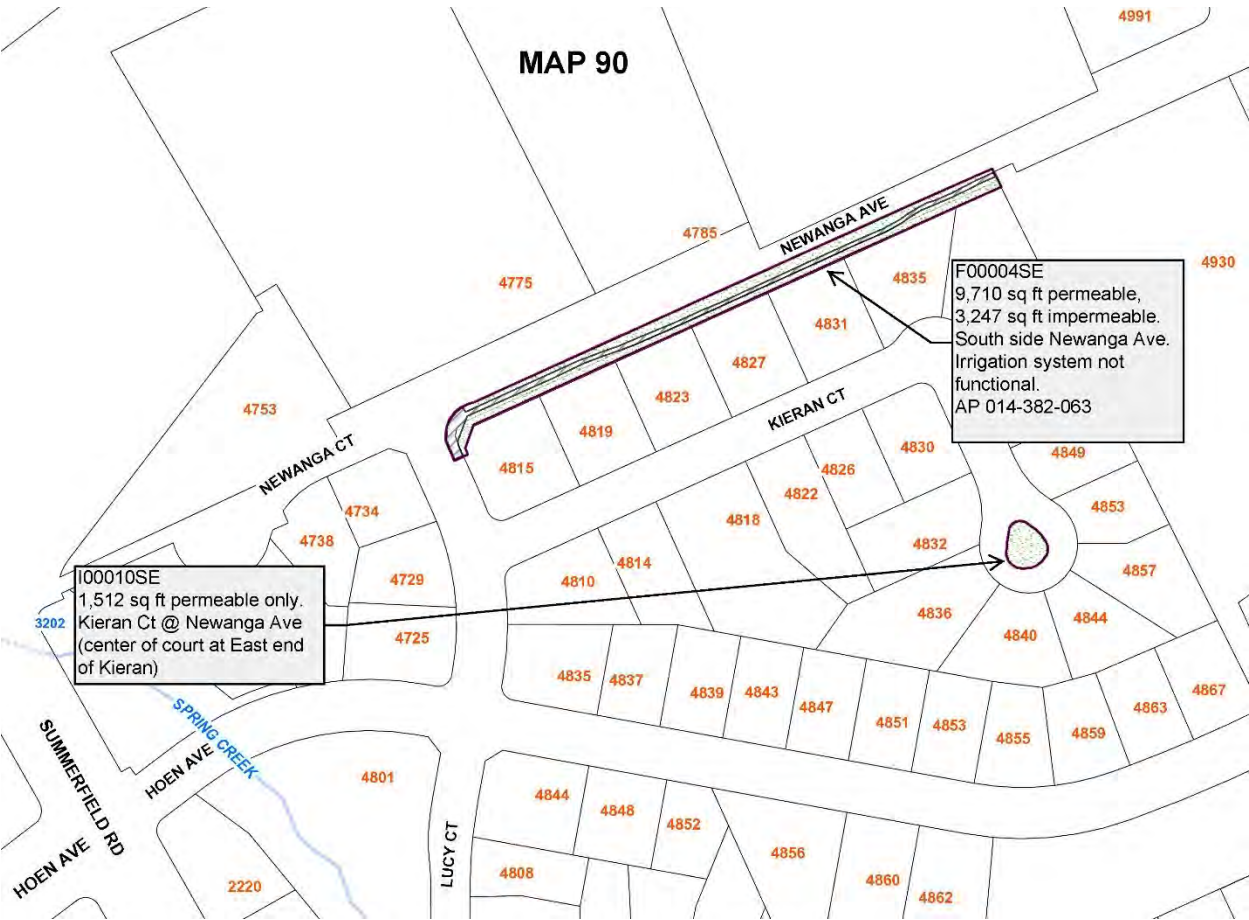 4991
MAP 90
NEWANGA AVE
4785
4775
4930
4835
F00004SE
9,710 sq ft permeable,
3,247 sq ft impermeable.
South side Newanga Ave.
Irrigation system not
functional.
AP 014-382-063
4831
4827
4823
4819
4815
4753
NEWANGA CT
KIERAN CT
4734
4738
4729
4725
4830
4826
4822
4818
4814
4810
4832
4836
4840
4844
4849
4853
4857
I00010SE
1,512 sq ft permeable only.
Kieran Ct @ Newanga Ave
(center of court at East end
of Kieran)
3202
4835
4837
4839
4843
4847
4851
4853
4855
4859
4863
4867
SPRING CREEK
SUMMERFIELD RD
HOEN AVE
HOEN AVE
4801
LUCY CT
4844
4848
4852
4808
4856
4860
4862
2220